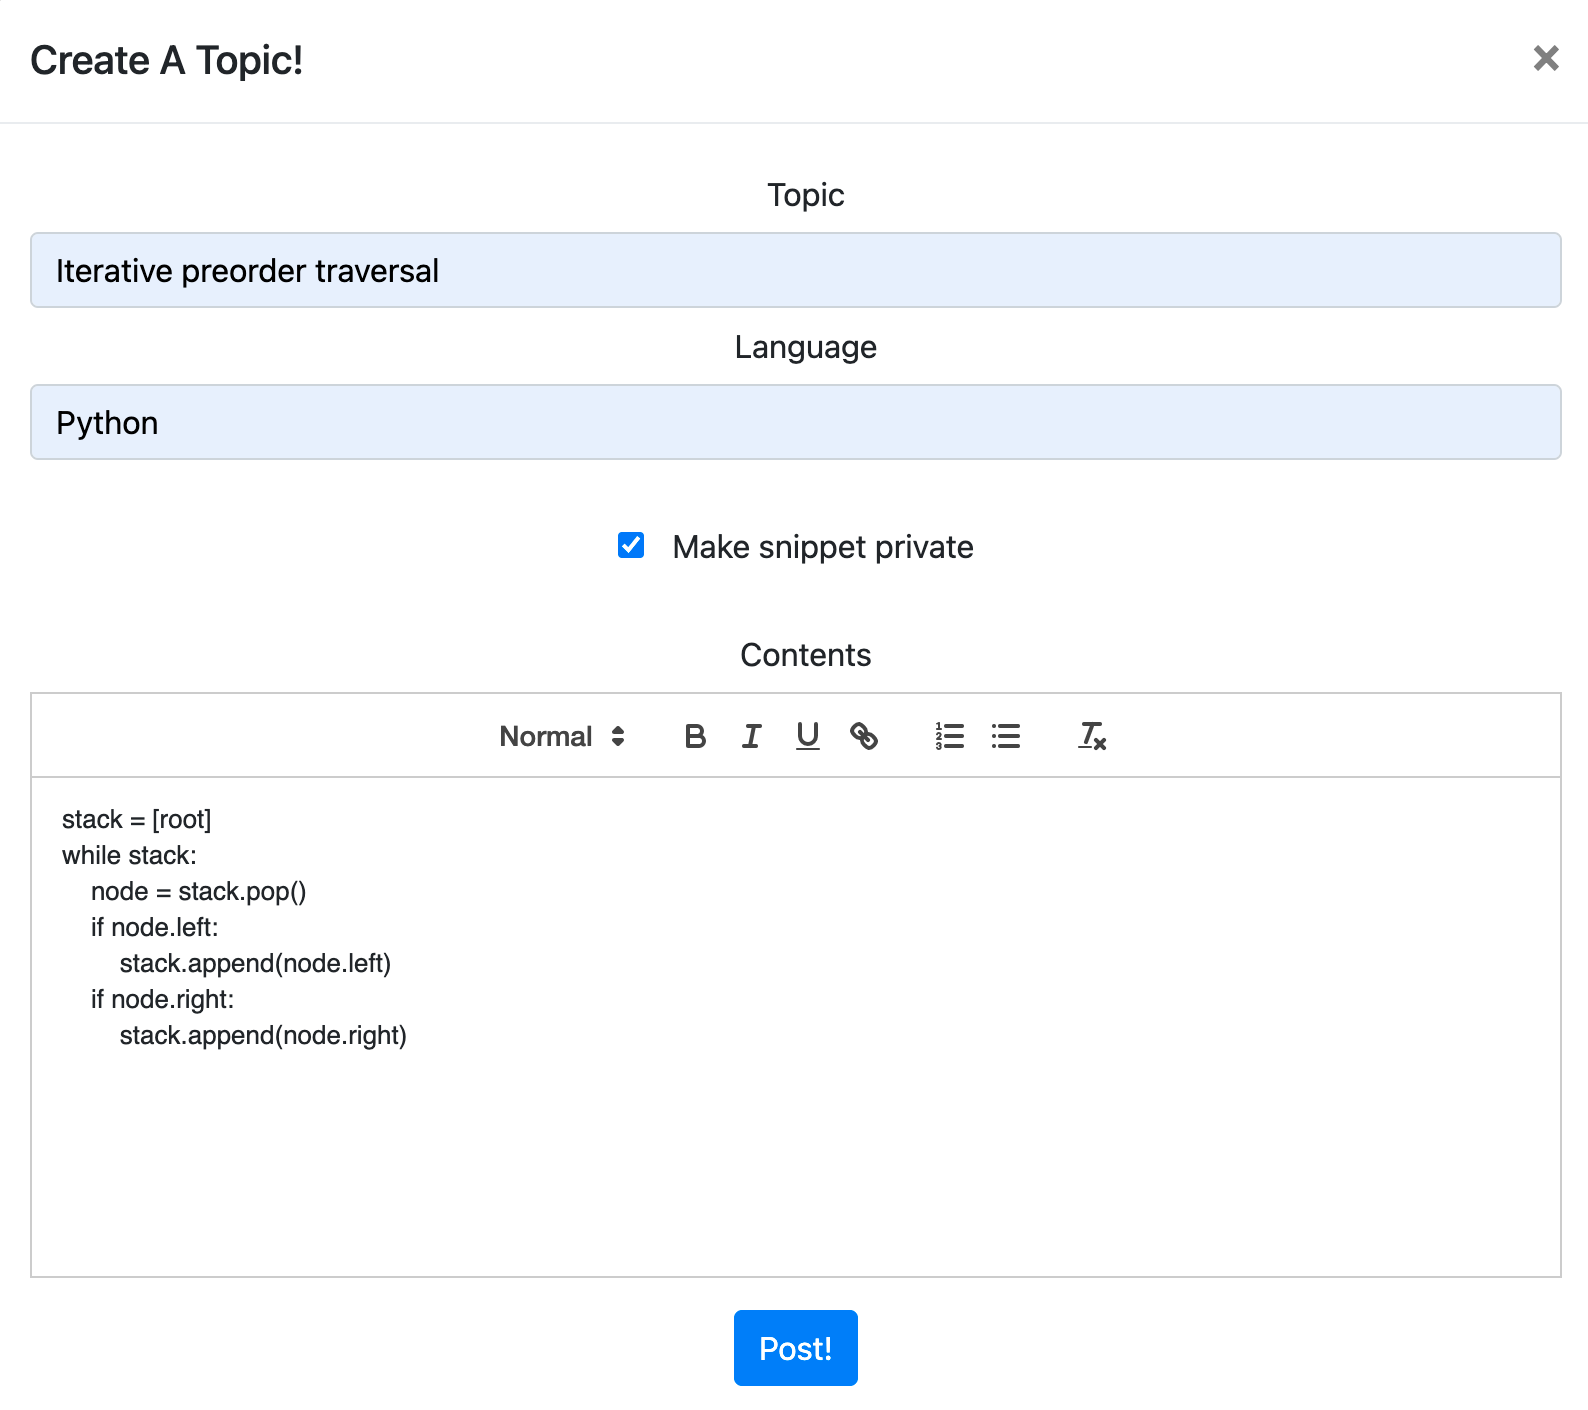 Create A Topic!
Topic
Iterative preorder traversal
Language
Python
Make snippet private
Contents
Normal
stack = [root]
while stack:
    node = stack.pop()
    if node.left:
        stack.append(node.left)
    if node.right:
        stack.append(node.right)
Post!